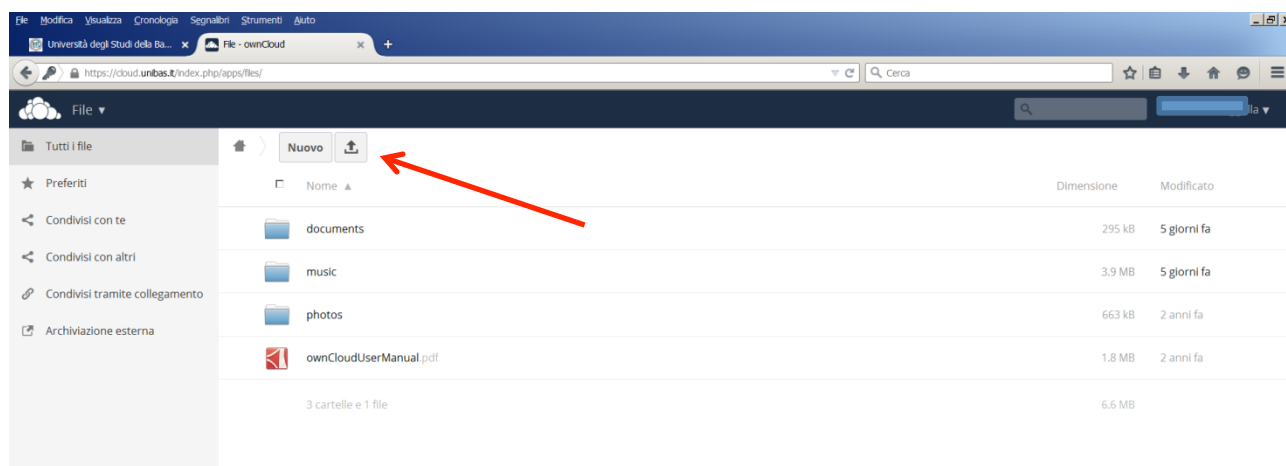 File Modifica Visualizza Cronologia Segnalibri Strumenti Aiuto
Università degli Studi della Ba... File - ownCloud
https://cloud.unibas.it/index.php/apps/files/ Cerca
File lla
Tutti i file Nuovo
Preferiti Nome Dimensione Modificato
Condivisi con te documents 295 kB 5 giorni fa
Condivisi con altri music 3.9 MB 5 giorni fa
Condivisi tramite collegamento photos 663 kB 2 anni fa
Archiviazione esterna ownCloudUserManual.pdf 1.8 MB 2 anni fa
3 cartelle e 1 file 6.6 MB